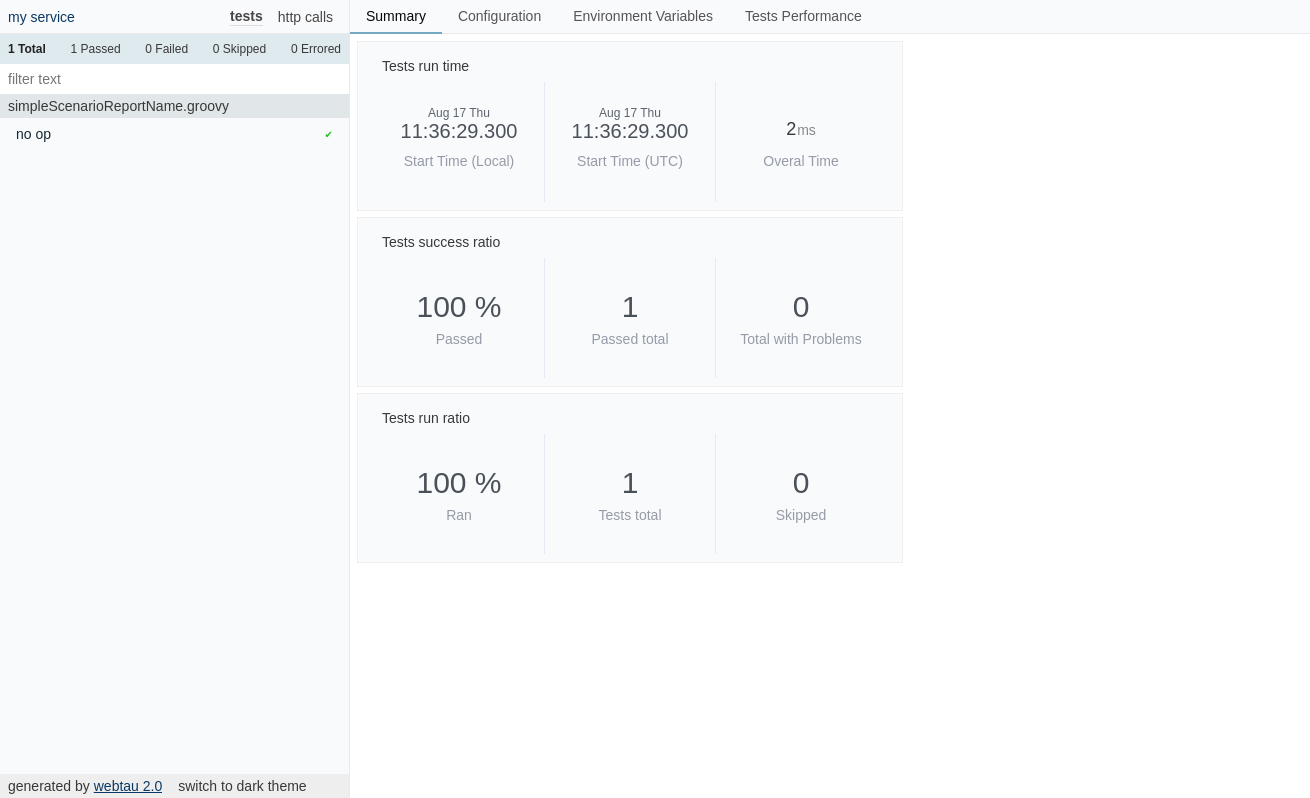 my service tests http calls
1 Total 1 Passed 0 Failed 0 Skipped 0 Errored
filter text
simpleScenarioReportName.groovy
no op ✔
generated by webtau 2.0 switch to dark theme
Summary Configuration Environment Variables Tests Performance
Tests run time
Aug 17 Thu
11:36:29.300
Start Time (Local)
Aug 17 Thu
11:36:29.300
Start Time (UTC)
2ms
Overal Time
Tests success ratio
100 %
Passed
1
Passed total
0
Total with Problems
Tests run ratio
100 %
Ran
1
Tests total
0
Skipped